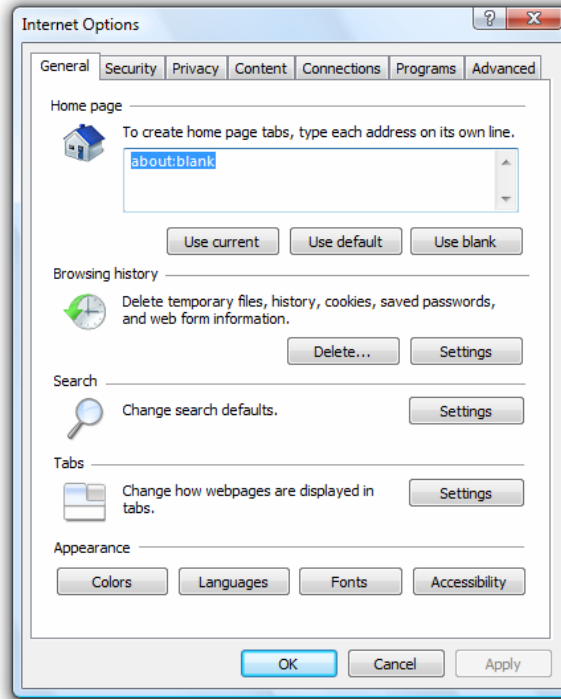 Internet Options
General Security Privacy Content Connections Programs Advanced
Home page
To create home page tabs, type each address on its own line.
about:blank
Use current Use default Use blank
Browsing history
Delete temporary files, history, cookies, saved passwords,
and web form information.
Delete... Settings
Search
Change search defaults.
Settings
Tabs
Change how webpages are displayed in
tabs.
Settings
Appearance
Colors Languages Fonts Accessibility
OK Cancel Apply